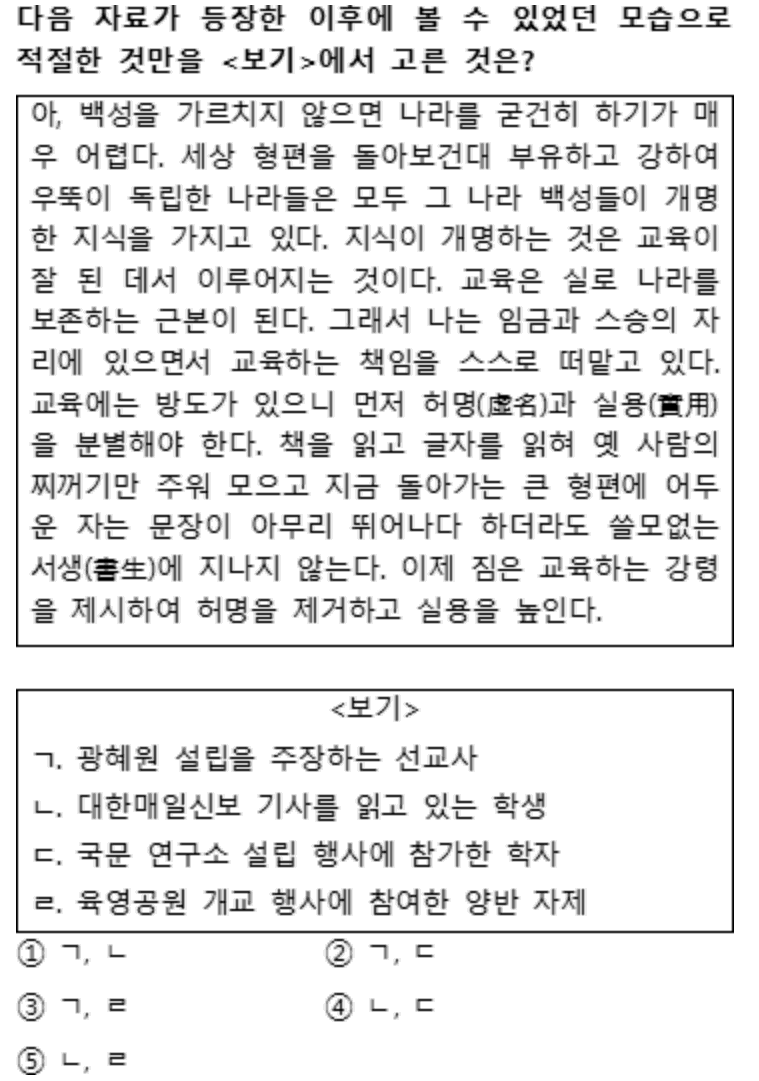 다음 자료가 등장한 이후에 볼 수 있었던 모습으로
적절한 것만을 <보기>에서 고른 것은?
아, 백성을 가르치지 않으면 나라를 굳건히 하기가 매
우 어렵다. 세상 형편을 돌아보건대 부유하고 강하여
우뚝이 독립한 나라들은 모두 그 나라 백성들이 개명
한 지식을 가지고 있다. 지식이 개명하는 것은 교육이
잘 된 데서 이루어지는 것이다. 교육은 실로 나라를
보존하는 근본이 된다. 그래서 나는 임금과 스승의 자
리에 있으면서 교육하는 책임을 스스로 떠맡고 있다.
교육에는 방도가 있으니 먼저 허명(虛名)과 실용(實用)
을 분별해야 한다. 책을 읽고 글자를 읽혀 옛 사람의
찌꺼기만 주워 모으고 지금 돌아가는 큰 형편에 어두
운 자는 문장이 아무리 뛰어나다 하더라도 쓸모없는
서생(書生)에 지나지 않는다. 이제 짐은 교육하는 강령
을 제시하여 허명을 제거하고 실용을 높인다.
<보기>
ㄱ. 광혜원 설립을 주장하는 선교사
ㄴ. 대한매일신보 기사를 읽고 있는 학생
ㄷ. 국문 연구소 설립 행사에 참가한 학자
ㄹ. 육영공원 개교 행사에 참여한 양반 자제
① ㄱ, ㄴ ② ㄱ, ㄷ
③ ㄱ, ㄹ ④ ㄴ, ㄷ
⑤ ㄴ, ㄹ